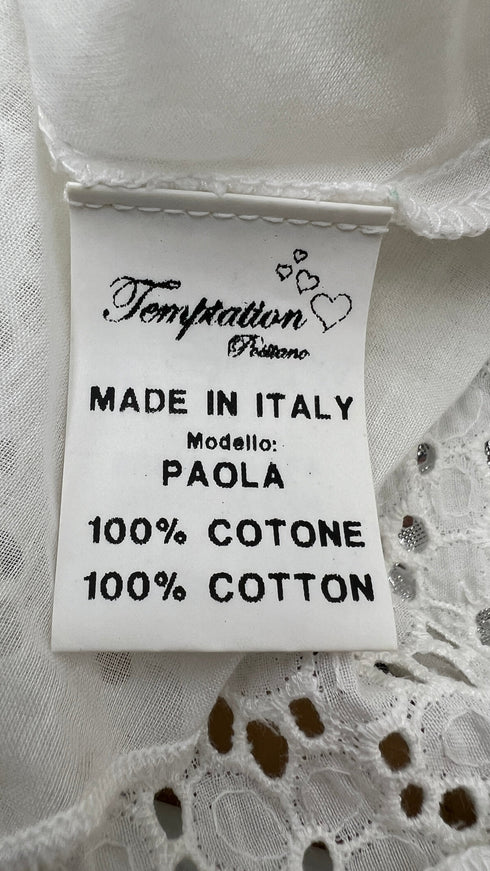 Temptation
Positano
MADE IN ITALY
Modello:
PAOLA
100% COTONE
100% COTTON